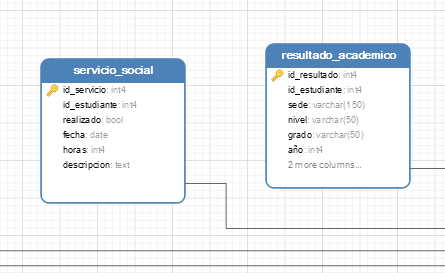 servicio_social
id_servicio: int4
id_estudiante: int4
realizado: bool
fecha: date
horas: int4
descripcion: text
resultado_academico
id_resultado: int4
id_estudiante: int4
sede: varchar(150)
nivel: varchar(50)
grado: varchar(50)
año: int4
2 more columns...